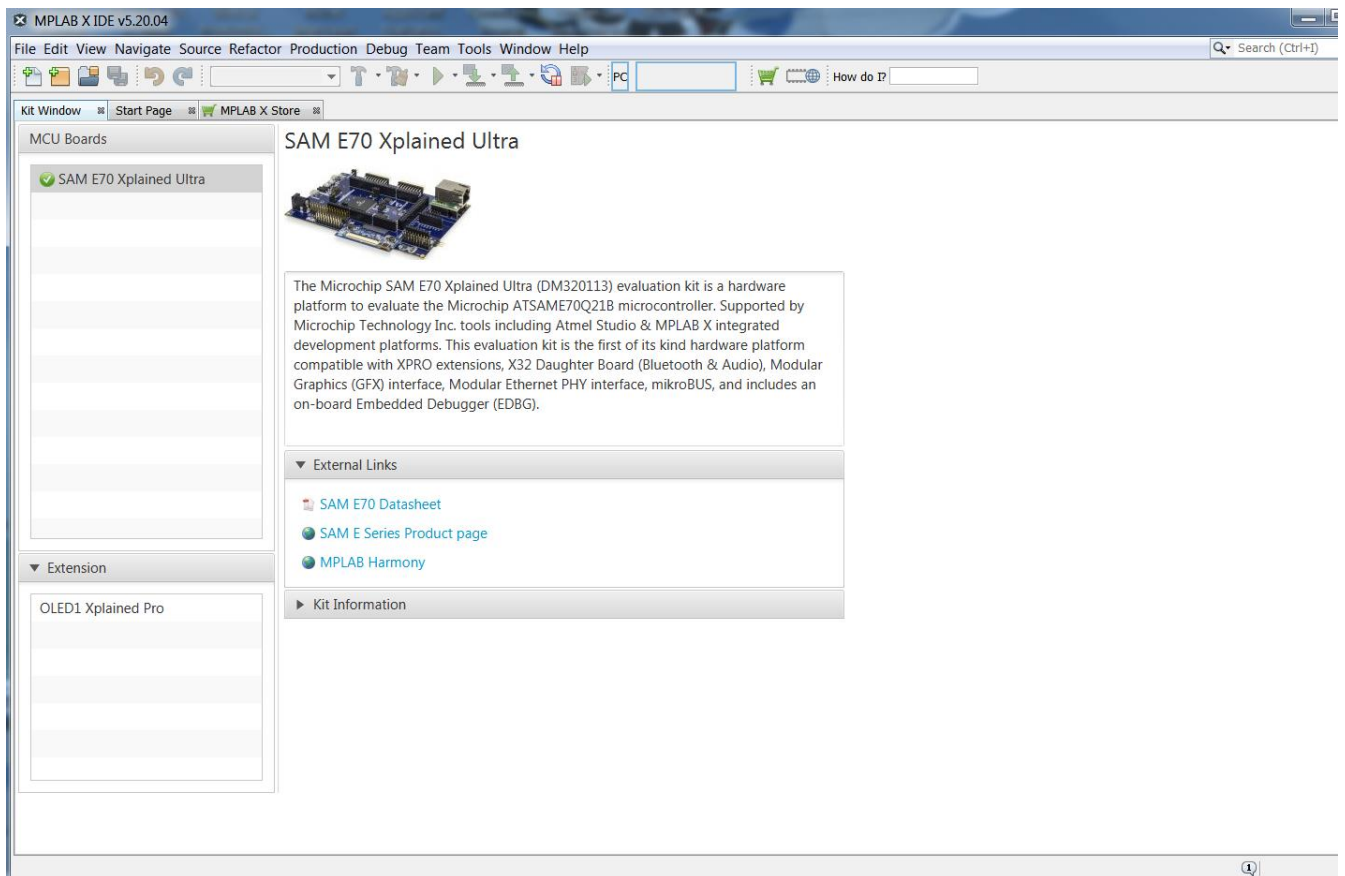 MPLAB X IDE v5.20.04
File Edit View Navigate Source Refactor Production Debug Team Tools Window Help
Search (Ctrl+I)
PC
How do I?
Kit Window
Start Page
MPLAB X Store
MCU Boards
SAM E70 Xplained Ultra
Extension
OLED1 Xplained Pro
SAM E70 Xplained Ultra
The Microchip SAM E70 Xplained Ultra (DM320113) evaluation kit is a hardware
platform to evaluate the Microchip ATSAME70Q21B microcontroller. Supported by
Microchip Technology Inc. tools including Atmel Studio & MPLAB X integrated
development platforms. This evaluation kit is the first of its kind hardware platform
compatible with XPRO extensions, X32 Daughter Board (Bluetooth & Audio), Modular
Graphics (GFX) interface, Modular Ethernet PHY interface, mikroBUS, and includes an
on-board Embedded Debugger (EDBG).
External Links
SAM E70 Datasheet
SAM E Series Product page
MPLAB Harmony
Kit Information
1